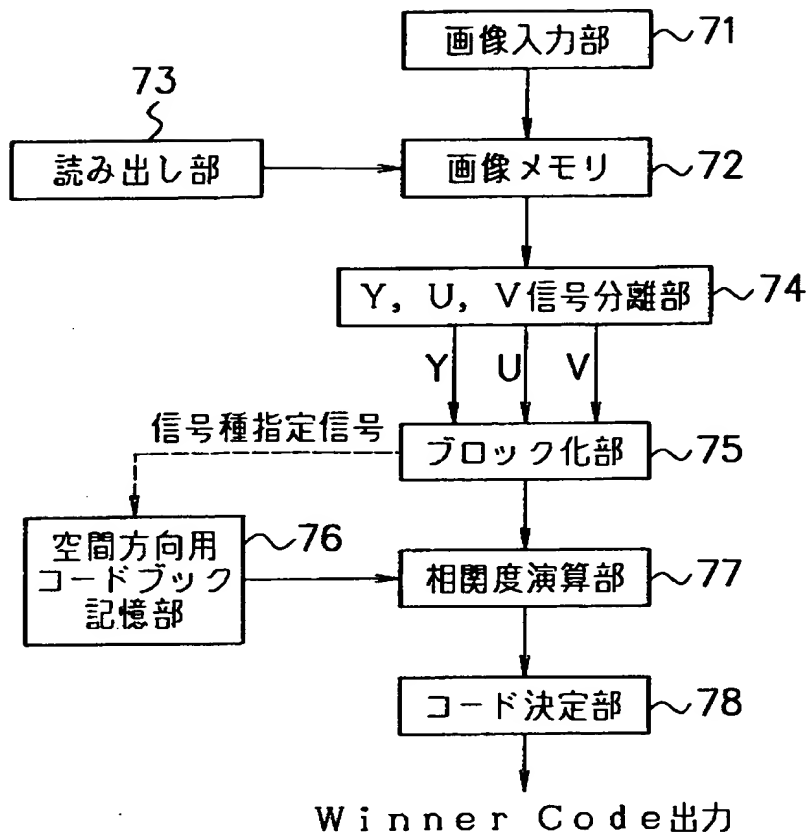 画像入力部
71
73
読み出し部
画像メモリ
72
Y, U, V信号分離部
74
Y U V
信号種指定信号
ブロック化部
75
空間方向用
コードブック
記憶部
76
相関度演算部
77
コード決定部
78
Winner Code出力